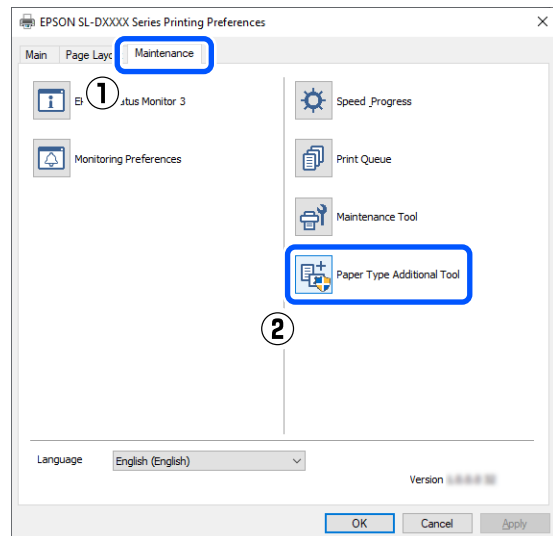 EPSON SL-DXXXX Series Printing Preferences
Main Page Layc Maintenance
1
atus Monitor 3
Speed Progress
Monitoring Preferences
Print Queue
Maintenance Tool
Paper Type Additional Tool
2
Language English (English)
Version
OK Cancel Apply